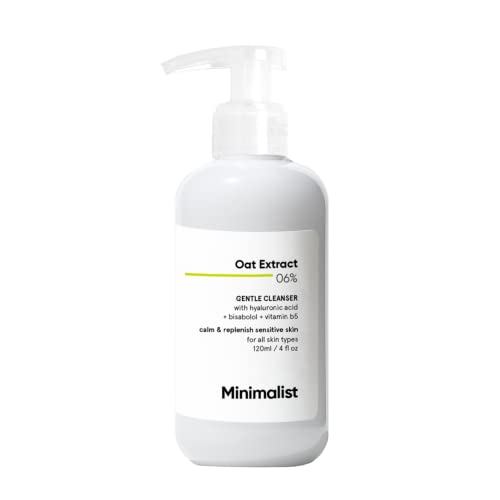 Oat Extract
06%
GENTLE CLEANSER
with hyaluronic acid
+ bisabolol + vitamin b5
calm & replenish sensitive skin
for all skin types
120ml / 4 fl oz
Minimalist